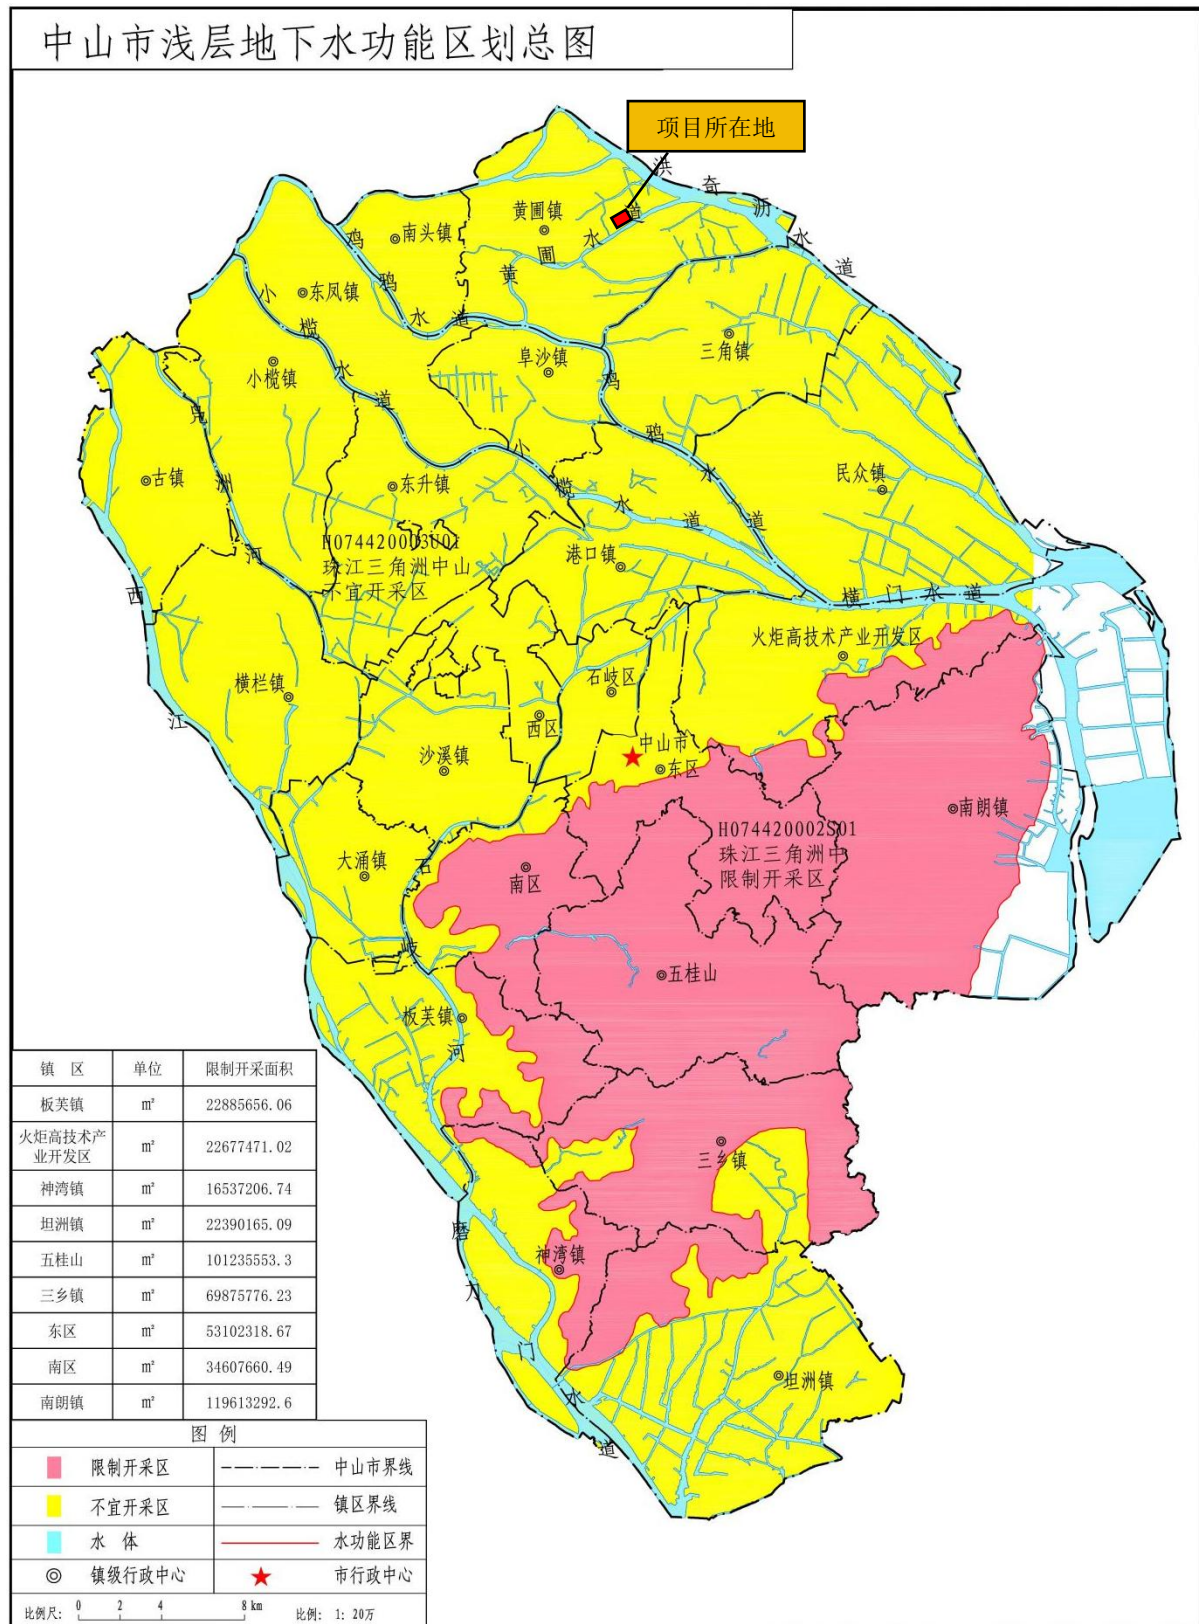 中山市浅层地下水功能区划总图
项目所在地
洪奇沥水道
黄圃镇
南头镇
黄圃水道
鸡鸦水道
东凤镇
小榄水道
三角镇
阜沙镇
小榄镇
凫洲河
鸡鸦水道
古镇
东升镇
小榄水道
民众镇
H074420003U01
珠江三角洲中山
不宜开采区
港口镇
横门水道
西江
火炬高技术产业开发区
横栏镇
石岐区
西区
中山市
东区
沙溪镇
南朗镇
H074420002S01
珠江三角洲中
限制开采区
大涌镇
南区
石岐河
五桂山
板芙镇
三乡镇
神湾镇
磨刀门水道
坦洲镇
镇 区 单位 限制开采面积
板芙镇 m² 22885656.06
火炬高技术产
业开发区 m² 22677471.02
神湾镇 m² 16537206.74
坦洲镇 m² 22390165.09
五桂山 m² 101235553.3
三乡镇 m² 69875776.23
东区 m² 53102318.67
南区 m² 34607660.49
南朗镇 m² 119613292.6
图 例
限制开采区 中山市界线
不宜开采区 镇区界线
水 体 水功能区界
镇级行政中心 市行政中心
比例尺: 0 2 4 8 km 比例: 1: 20万